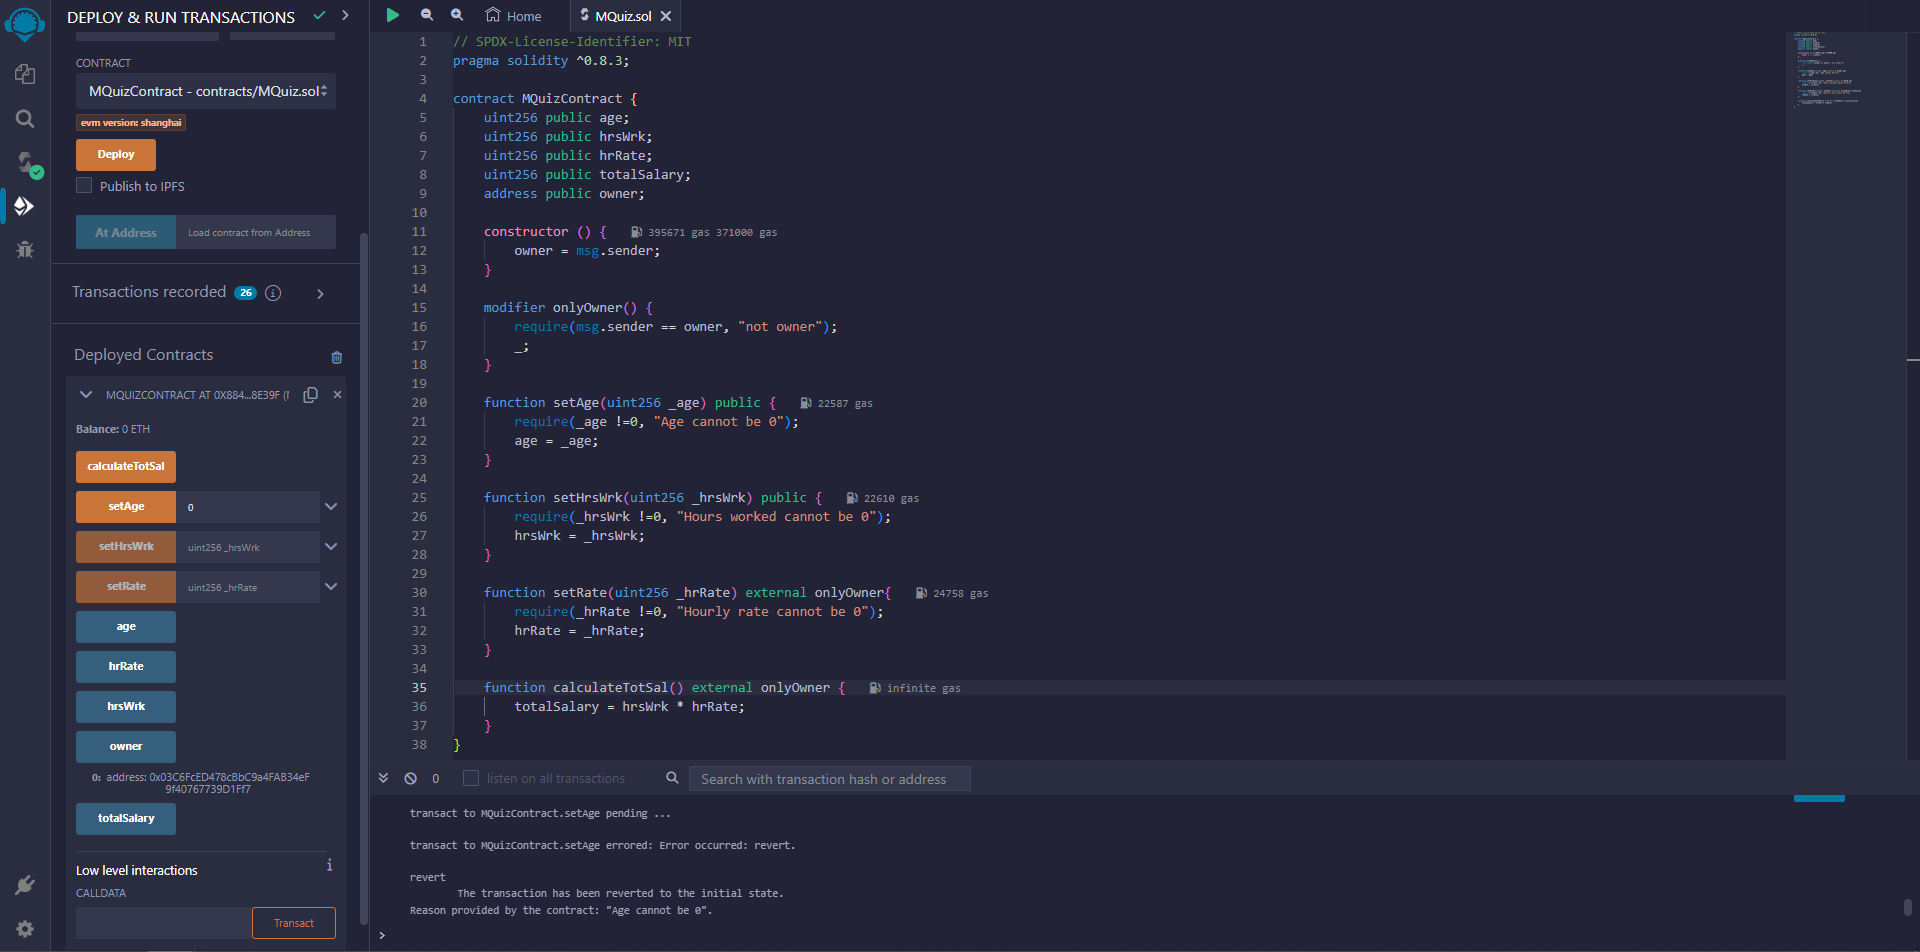 DEPLOY & RUN TRANSACTIONS
CONTRACT
MQuizContract - contracts/MQuiz.sol
evm version: shanghai
Deploy
Publish to IPFS
At Address
Load contract from Address
Transactions recorded 26 i
Deployed Contracts
MQUIZCONTRACT AT 0X884...8E39F (
Balance: 0 ETH
calculateTotSal
setAge 0
setHrsWrk uint256 _hrsWrk
setRate uint256 _hrRate
age
hrRate
hrsWrk
owner
0: address: 0x03C6FcED478cBbC9a4FAB34eF
9f40767739D1Ff7
totalSalary
Low level interactions i
CALLDATA
Transact
Home
MQuiz.sol
1 // SPDX-License-Identifier: MIT
2 pragma solidity ^0.8.3;
3
4 contract MQuizContract {
5 uint256 public age;
6 uint256 public hrsWrk;
7 uint256 public hrRate;
8 uint256 public totalSalary;
9 address public owner;
10
11 constructor () { 395671 gas 371000 gas
12 owner = msg.sender;
13 }
14
15 modifier onlyOwner() {
16 require(msg.sender == owner, "not owner");
17 _;
18 }
19
20 function setAge(uint256 _age) public { 22587 gas
21 require(_age !=0, "Age cannot be 0");
22 age = _age;
23 }
24
25 function setHrsWrk(uint256 _hrsWrk) public { 22610 gas
26 require(_hrsWrk !=0, "Hours worked cannot be 0");
27 hrsWrk = _hrsWrk;
28 }
29
30 function setRate(uint256 _hrRate) external onlyOwner{ 24758 gas
31 require(_hrRate !=0, "Hourly rate cannot be 0");
32 hrRate = _hrRate;
33 }
34
35 function calculateTotSal() external onlyOwner { infinite gas
36 totalSalary = hrsWrk * hrRate;
37 }
38 }
0 listen on all transactions Search with transaction hash or address
transact to MQuizContract.setAge pending ...
transact to MQuizContract.setAge errored: Error occurred: revert.
revert
The transaction has been reverted to the initial state.
Reason provided by the contract: "Age cannot be 0".
>